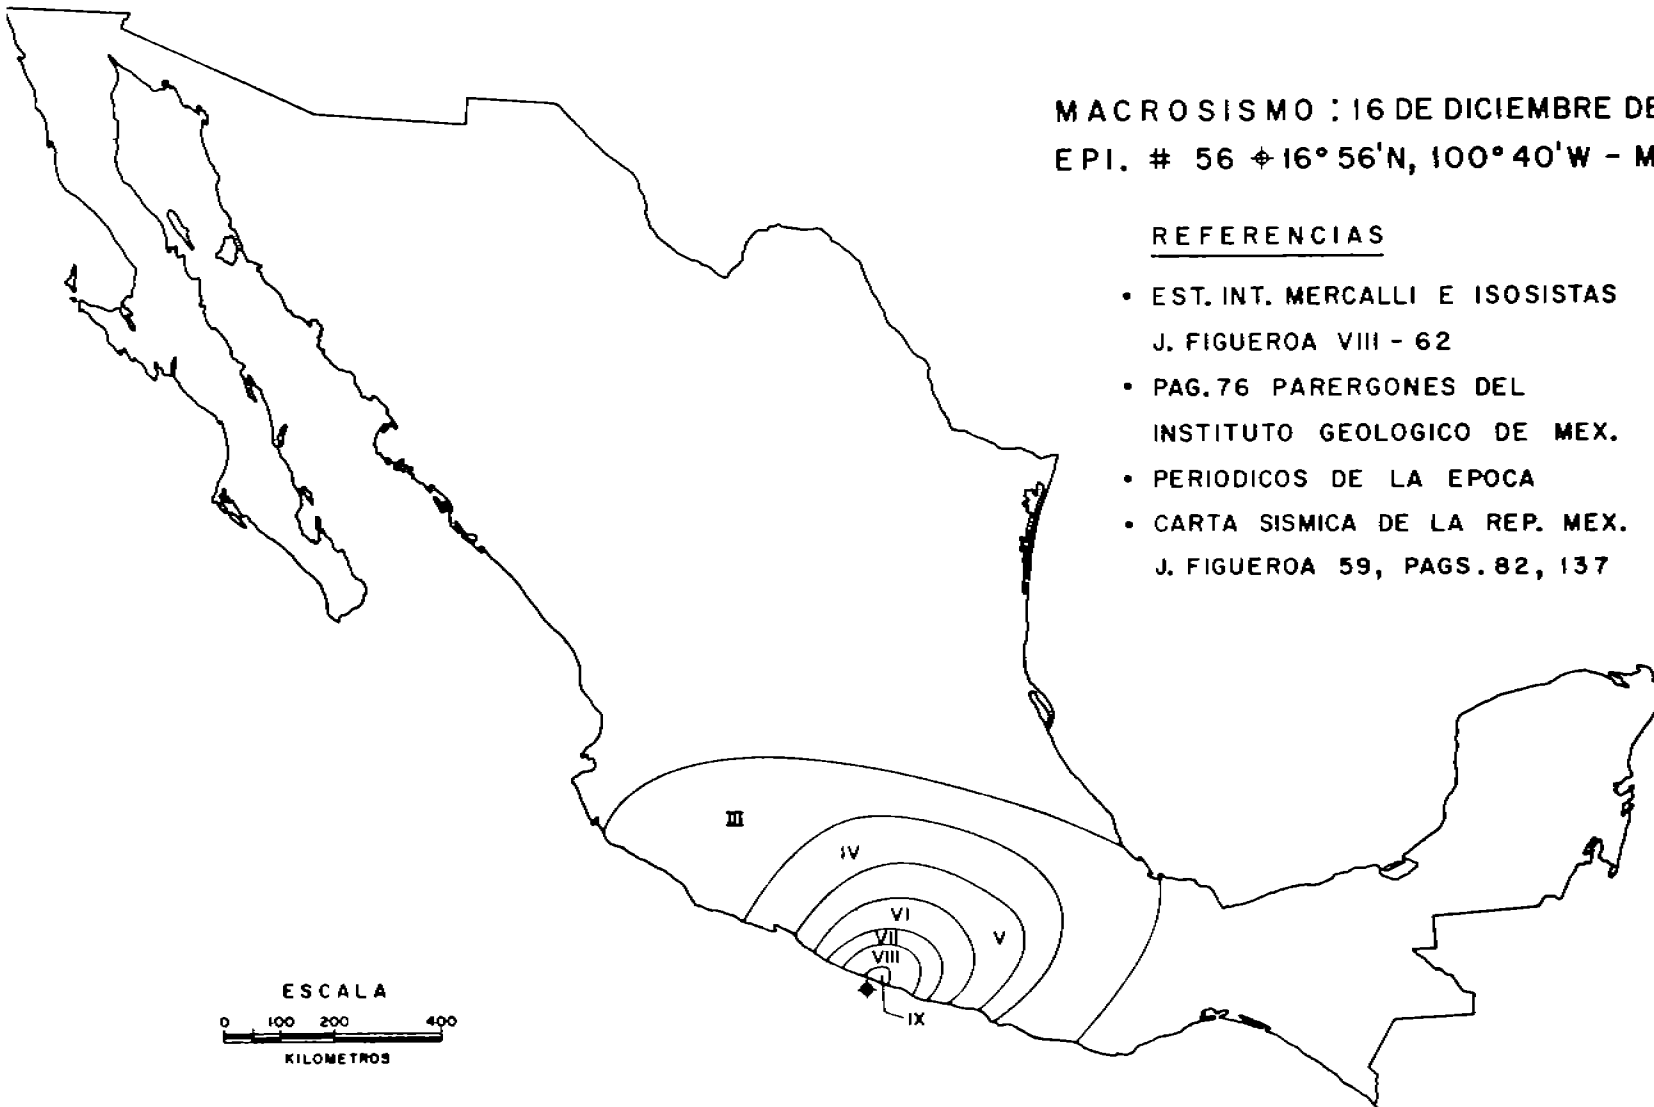 MACROSISMO : 16 DE DICIEMBRE DE
EPI. # 56 ⌖ 16° 56'N, 100° 40'W - M
REFERENCIAS
• EST. INT. MERCALLI E ISOSISTAS
J. FIGUEROA VIII - 62
• PAG. 76 PARERGONES DEL
INSTITUTO GEOLOGICO DE MEX.
• PERIODICOS DE LA EPOCA
• CARTA SISMICA DE LA REP. MEX.
J. FIGUEROA 59, PAGS. 82, 137
III
IV
VI
V
VII
VIII
IX
ESCALA
0 100 200 400
KILOMETROS